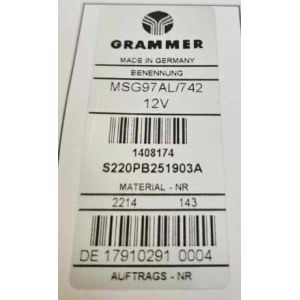 GRAMMER
MADE IN GERMANY
BENENNUNG
MSG97AL/742
12V
1408174
S220PB251903A
MATERIAL - NR
2214 143
DE 17910291 0004
AUFTRAGS - NR